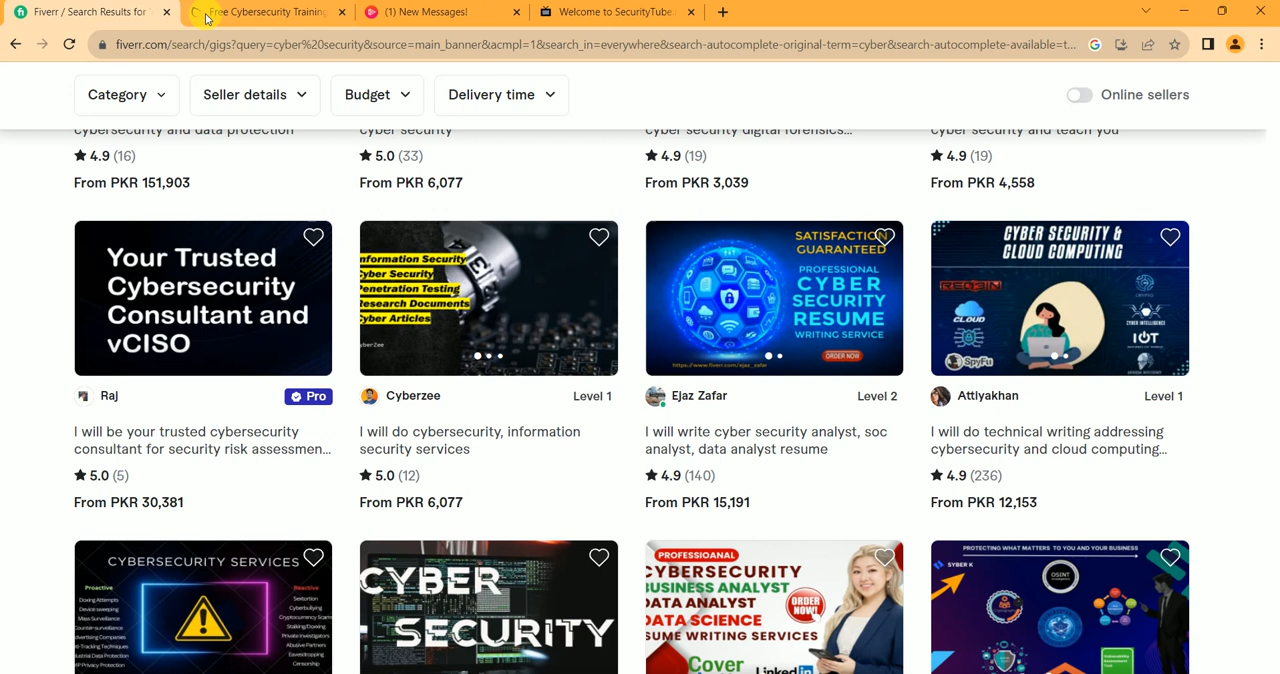 Fiverr / Search Results for
Free Cybersecurity Training
(1) New Messages!
Welcome to SecurityTube.
fiverr.com/search/gigs?query=cyber%20security&source=main_banner&acmpl=1&search_in=everywhere&search-autocomplete-original-term=cyber&search-autocomplete-available=t...
Category
Seller details
Budget
Delivery time
Online sellers
cybersecurity and data protection
cyber security
cyber security digital forensics...
cyber security and teach you
4.9 (16)
5.0 (33)
4.9 (19)
4.9 (19)
From PKR 151,903
From PKR 6,077
From PKR 3,039
From PKR 4,558
Your Trusted
Cybersecurity
Consultant and
vCISO
nformation Security
Cyber Security
Penetration Testing
Research Documents
Cyber Articles
CyberZee
SATISFACTION
GUARANTEED
PROFESSIONAL
CYBER
SECURITY
RESUME
WRITING SERVICE
ORDER NOW
https://www.fiverr.com/ejaz_zafar
CYBER SECURITY &
CLOUD COMPUTING
CLOUD
SpyFu
CRYPTO
CYBER INTELLIGENCE
IOT
Raj
Pro
Cyberzee
Level 1
Ejaz Zafar
Level 2
Attiyakhan
Level 1
I will be your trusted cybersecurity
consultant for security risk assessmen...
I will do cybersecurity, information
security services
I will write cyber security analyst, soc
analyst, data analyst resume
I will do technical writing addressing
cybersecurity and cloud computing...
5.0 (5)
5.0 (12)
4.9 (140)
4.9 (236)
From PKR 30,381
From PKR 6,077
From PKR 15,191
From PKR 12,153
CYBERSECURITY SERVICES
Proactive
Doxing Attempts
Device-sweeping
Mass Surveillance
Counter-surveillance
Advertising Companies
Tracking Techniques
Data Protection
Privacy Protection
Reactive
Sextortion
Cyberbullying
Cryptocurrency Scams
Stalking/Doxing
Private Investigators
Abusive Partners
Eavesdropping
Censorship
CYBER
SECURITY
PROFESSIOANAL
CYBERSECURITY
BUSINESS ANALYST
DATA ANALYST
DATA SCIENCE
SUME WRITING SERVICES
ORDER
NOW!
Cover
Linked in
PROTECTING WHAT MATTERS TO YOU AND YOUR BUSINESS
SYBER K
OSINT